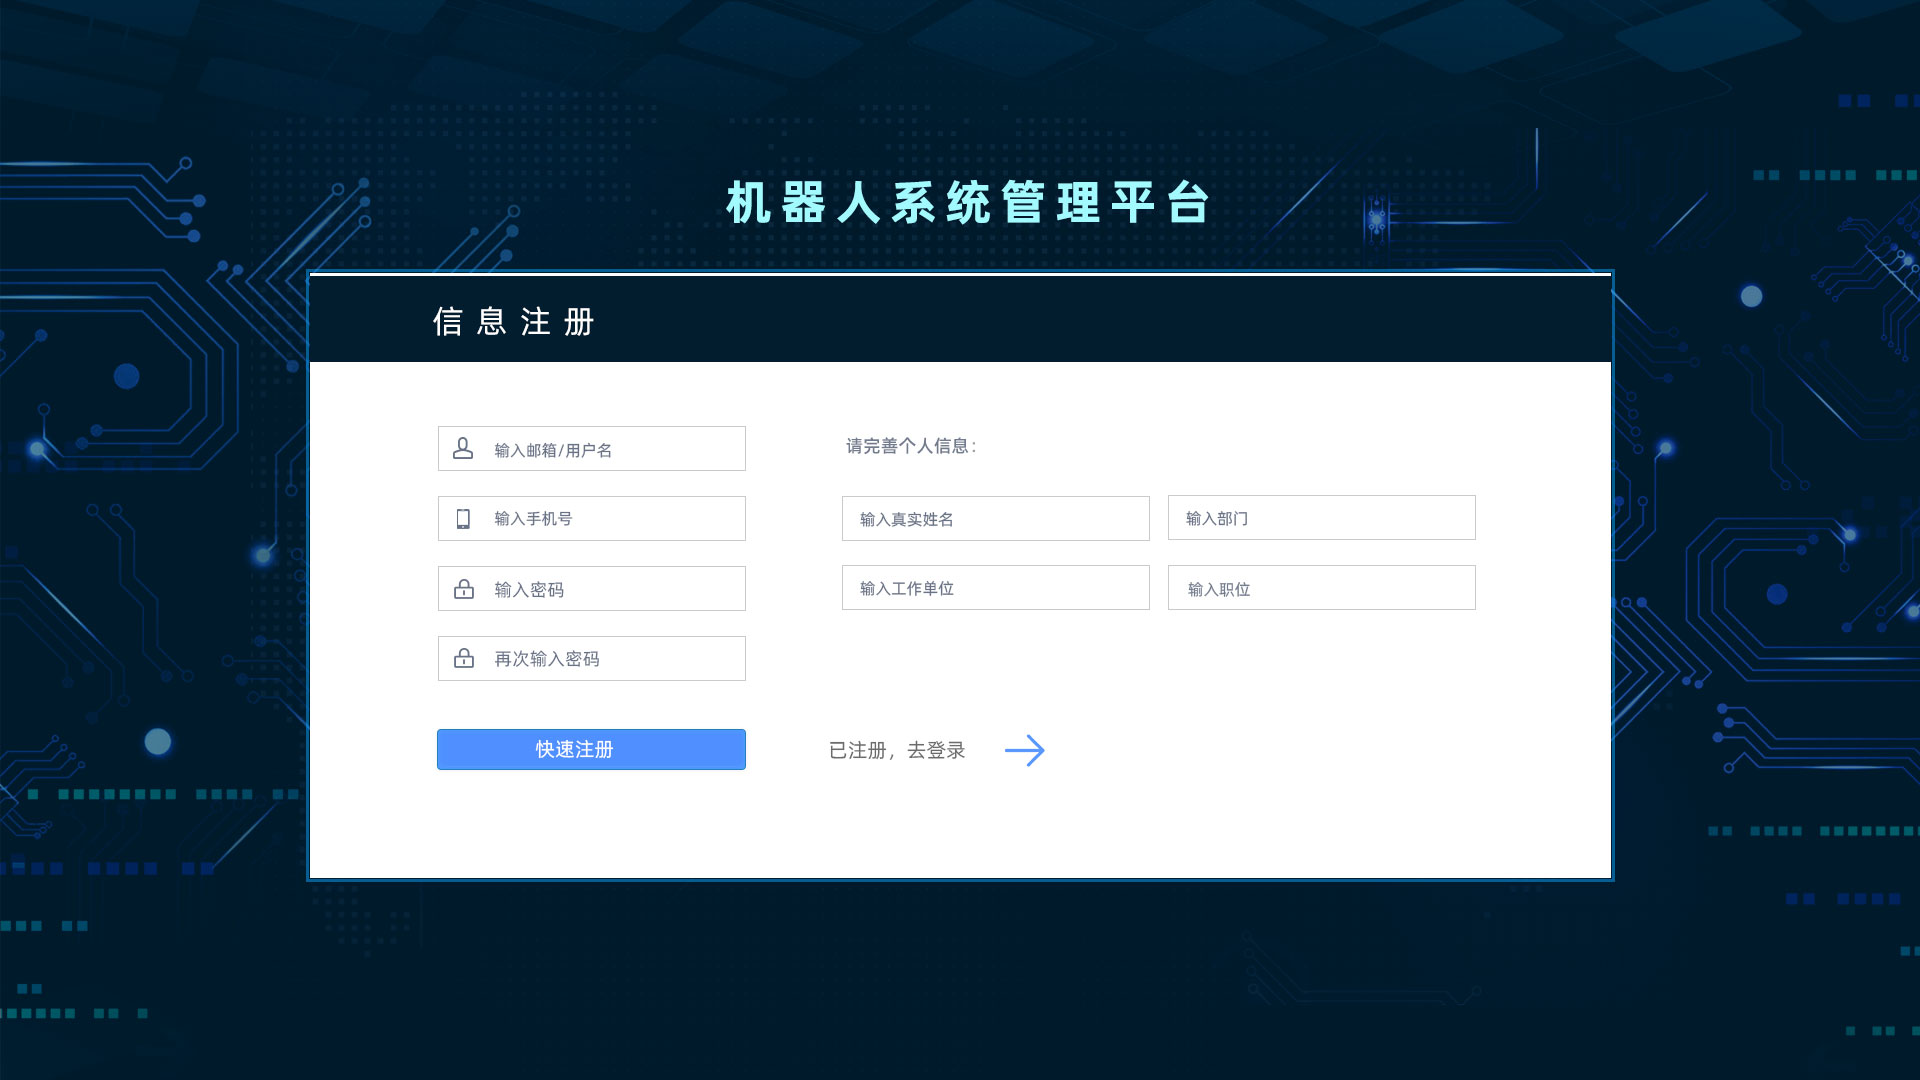 机器人系统管理平台
信息注册
输入邮箱/用户名
输入手机号
输入密码
再次输入密码
请完善个人信息：
输入真实姓名
输入部门
输入工作单位
输入职位
快速注册
已注册，去登录